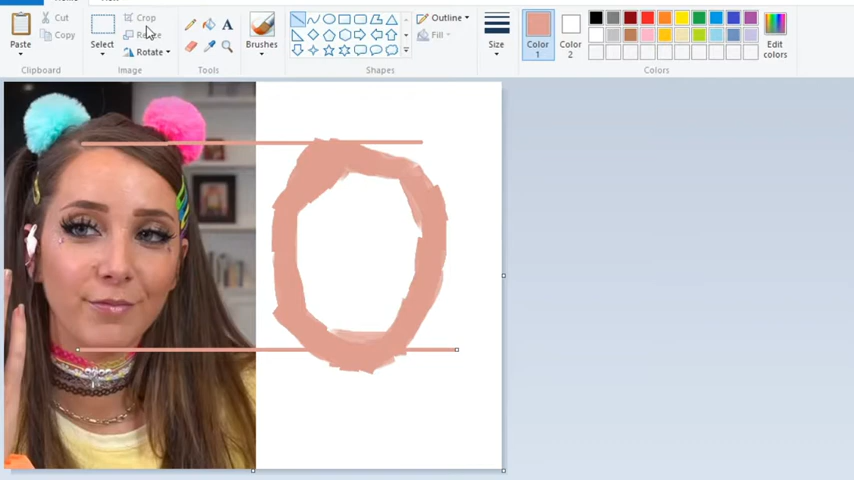 Paste
Cut
Copy
Clipboard
Select
Crop
Rotate
Image
Tools
Brushes
Shapes
Outline
Fill
Size
Color
1
Color
2
Edit
colors
Colors